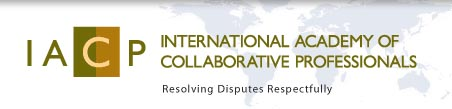 IACP
INTERNATIONAL ACADEMY OF
COLLABORATIVE PROFESSIONALS
Resolving Disputes Respectfully